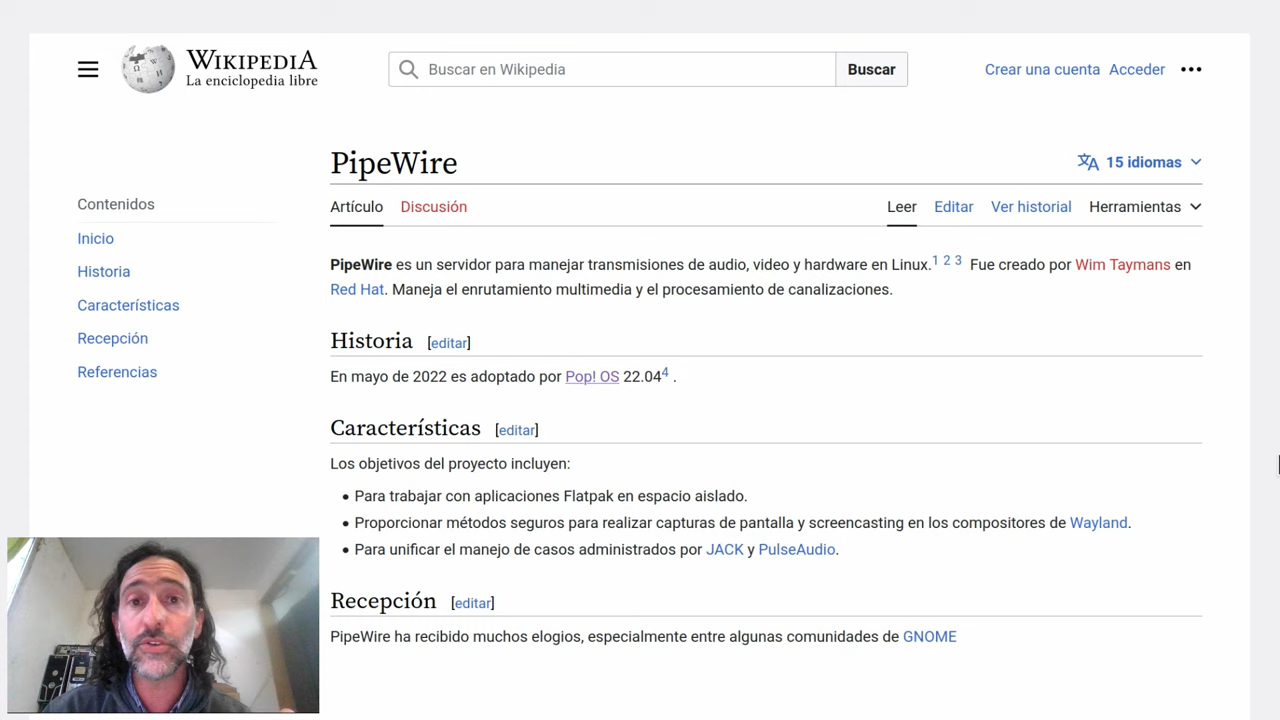 WIKIPEDIA
La enciclopedia libre
Buscar en Wikipedia
Buscar
Crear una cuenta Acceder
PipeWire
15 idiomas
Contenidos
Inicio
Historia
Características
Recepción
Referencias
Artículo Discusión
Leer Editar Ver historial Herramientas
PipeWire es un servidor para manejar transmisiones de audio, video y hardware en Linux.1 2 3 Fue creado por Wim Taymans en
Red Hat. Maneja el enrutamiento multimedia y el procesamiento de canalizaciones.
Historia [editar]
En mayo de 2022 es adoptado por Pop! OS 22.044 .
Características [editar]
Los objetivos del proyecto incluyen:
• Para trabajar con aplicaciones Flatpak en espacio aislado.
• Proporcionar métodos seguros para realizar capturas de pantalla y screencasting en los compositores de Wayland.
• Para unificar el manejo de casos administrados por JACK y PulseAudio.
Recepción [editar]
PipeWire ha recibido muchos elogios, especialmente entre algunas comunidades de GNOME